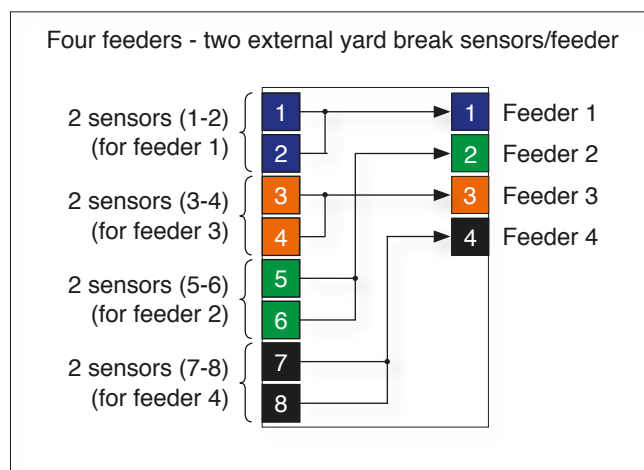 Four feeders - two external yard break sensors/feeder
2 sensors (1-2)
(for feeder 1)
2 sensors (3-4)
(for feeder 3)
2 sensors (5-6)
(for feeder 2)
2 sensors (7-8)
(for feeder 4)
1
2
3
4
5
6
7
8
1 Feeder 1
2 Feeder 2
3 Feeder 3
4 Feeder 4